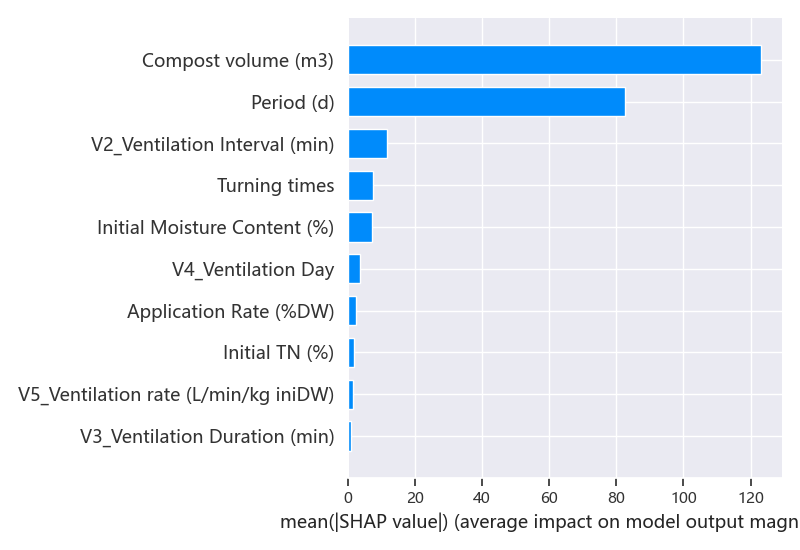 Compost volume (m3)
Period (d)
V2_Ventilation Interval (min)
Turning times
Initial Moisture Content (%)
V4_Ventilation Day
Application Rate (%DW)
Initial TN (%)
V5_Ventilation rate (L/min/kg iniDW)
V3_Ventilation Duration (min)
0 20 40 60 80 100 120
mean(|SHAP value|) (average impact on model output magn